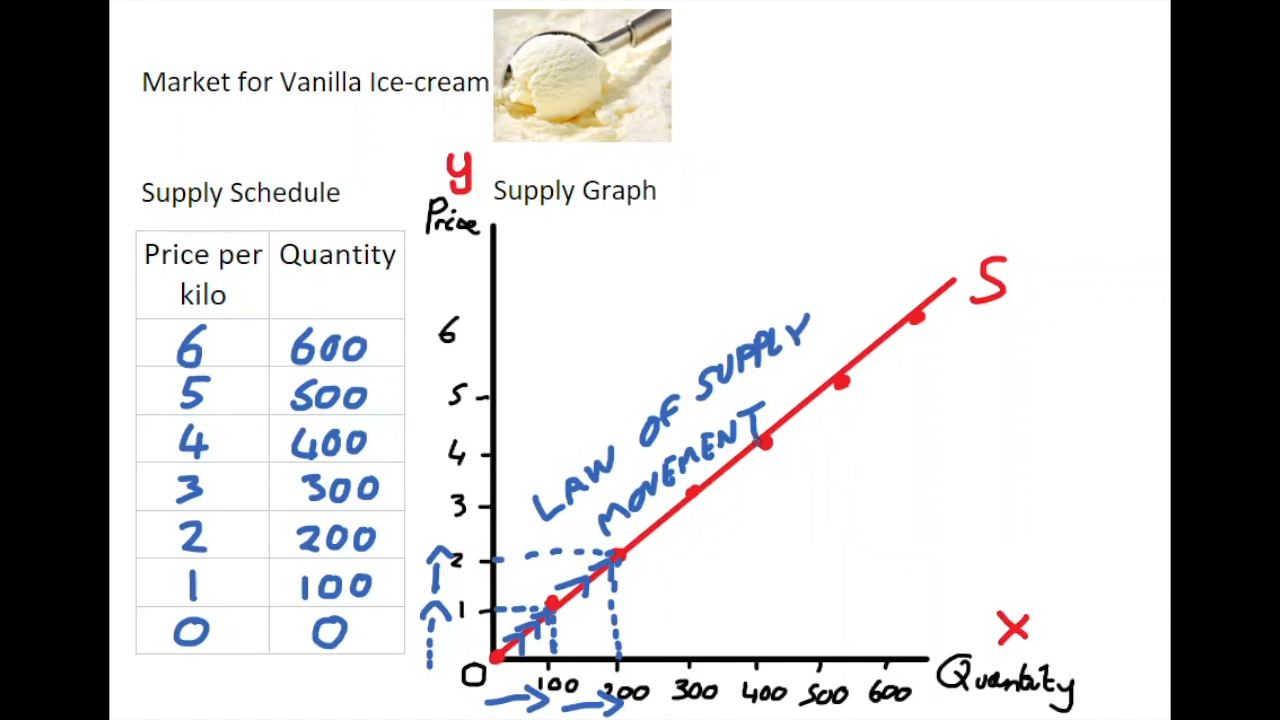 Market for Vanilla Ice-cream
Supply Schedule
Price per kilo Quantity
6 600
5 500
4 400
3 300
2 200
1 100
0 0
y
Supply Graph
Price
S
6
5
4
3
2
1
0
LAW OF SUPPLY
MOVEMENT
100 200 300 400 500 600
x
Quantity